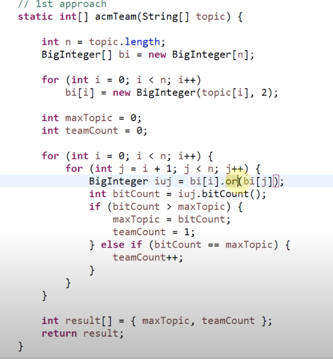 // 1st approach
static int[] acmTeam(String[] topic) {
int n = topic.length;
BigInteger[] bi = new BigInteger[n];
for (int i = 0; i < n; i++)
bi[i] = new BigInteger(topic[i], 2);
int maxTopic = 0;
int teamCount = 0;
for (int i = 0; i < n; i++) {
for (int j = i + 1; j < n; j++) {
BigInteger iuj = bi[i].or(bi[j]);
int bitCount = iuj.bitCount();
if (bitCount > maxTopic) {
maxTopic = bitCount;
teamCount = 1;
} else if (bitCount == maxTopic) {
teamCount++;
}
}
}
int result[] = { maxTopic, teamCount };
return result;
}